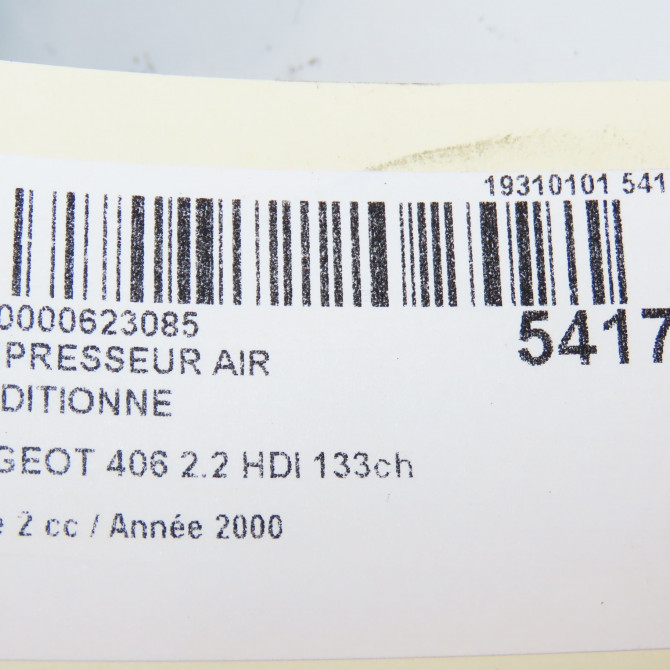 19310101 541
0000623085
5417
PRESSEUR AIR
DITIONNE
GEOT 406 2.2 HDI 133ch
e 2 cc / Année 2000